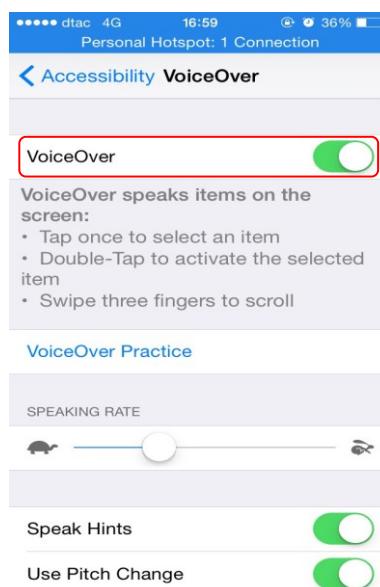 dtac 4G 16:59 36%
Personal Hotspot: 1 Connection
Accessibility VoiceOver
VoiceOver
VoiceOver speaks items on the
screen:
• Tap once to select an item
• Double-Tap to activate the selected
item
• Swipe three fingers to scroll
VoiceOver Practice
SPEAKING RATE
Speak Hints
Use Pitch Change